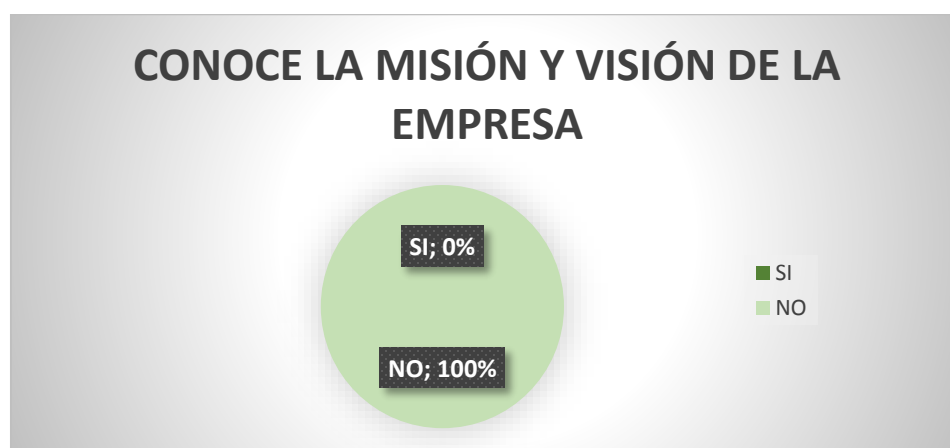 CONOCE LA MISIÓN Y VISIÓN DE LA
EMPRESA
SI; 0%
NO; 100%
SI
NO